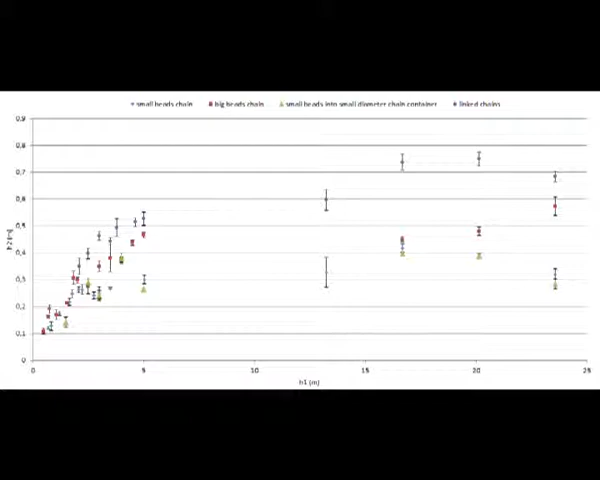 small beads chain big beads chain small beads into small diameter chain container linked chains
0,9
0,8
0,7
0,6
0,5
0,4
0,3
0,2
0,1
0
h2 (m)
0 5 10 15 20 25
h1 (m)